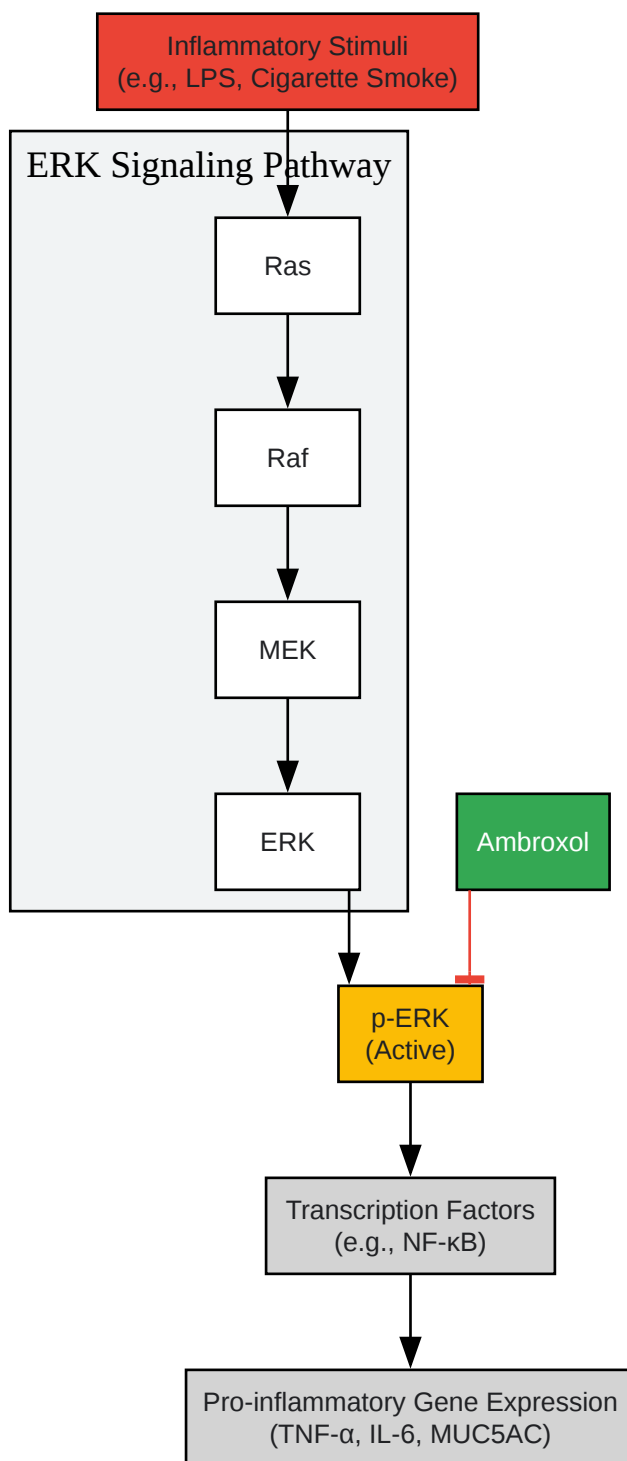 Inflammatory Stimuli
(e.g., LPS, Cigarette Smoke)
ERK Signaling Pathway
Ras
Raf
MEK
ERK
Ambroxol
p-ERK
(Active)
Transcription Factors
(e.g., NF-κB)
Pro-inflammatory Gene Expression
(TNF-α, IL-6, MUC5AC)